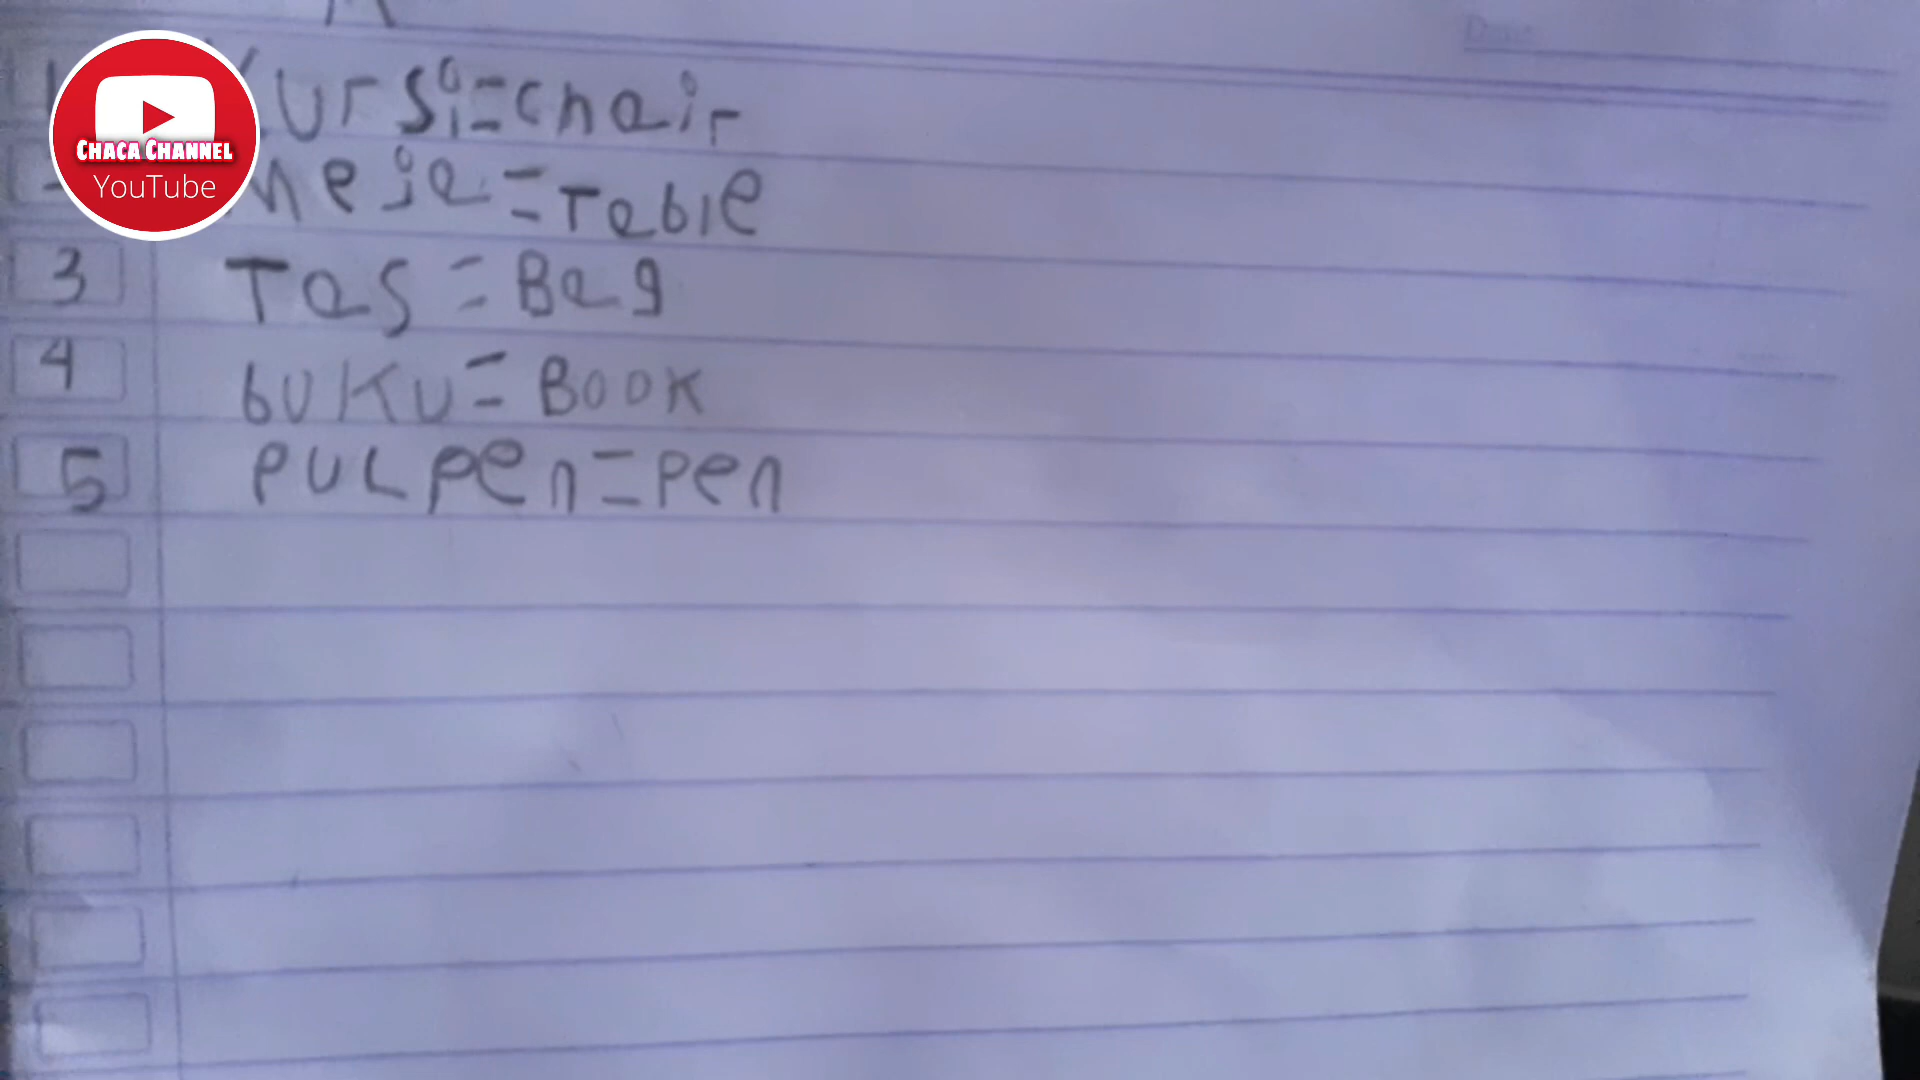 Kursi=chair
meja=Table
3 Tas=Bag
4 buku=Book
5 Pulpen=Pen
CHACA CHANNEL
YouTube